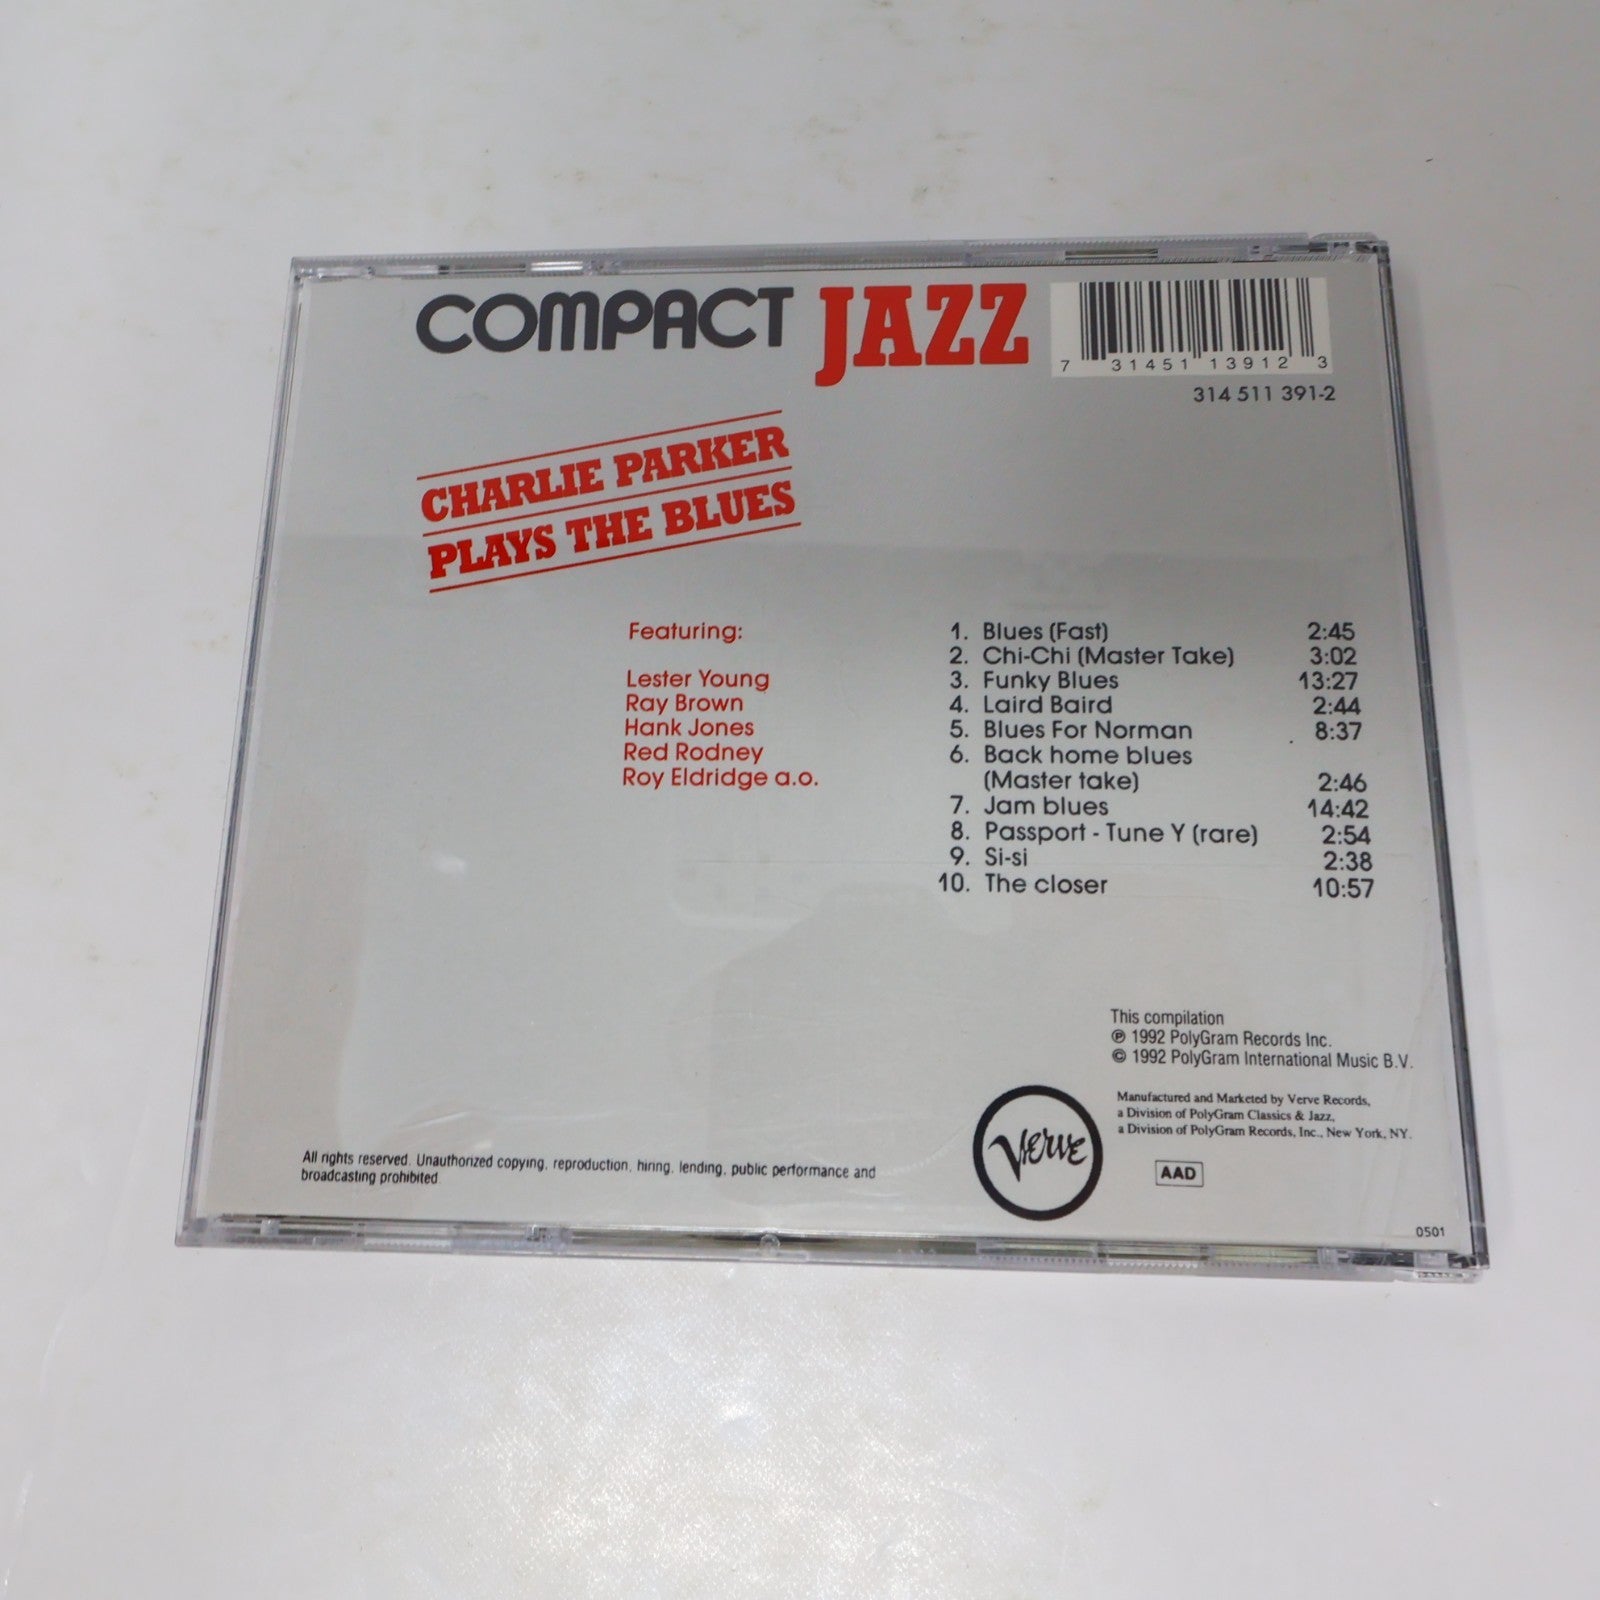 COMPACT JAZZ
7 31451 13912 3
314 511 391-2
CHARLIE PARKER
PLAYS THE BLUES
Featuring:
Lester Young
Ray Brown
Hank Jones
Red Rodney
Roy Eldridge a.o.
1. Blues (Fast) 2:45
2. Chi-Chi (Master Take) 3:02
3. Funky Blues 13:27
4. Laird Baird 2:44
5. Blues For Norman 8:37
6. Back home blues
(Master take) 2:46
7. Jam blues 14:42
8. Passport - Tune Y (rare) 2:54
9. Si-si 2:38
10. The closer 10:57
This compilation
℗ 1992 PolyGram Records Inc.
© 1992 PolyGram International Music B.V.
Manufactured and Marketed by Verve Records,
a Division of PolyGram Classics & Jazz,
a Division of PolyGram Records, Inc., New York, NY.
VERVE
AAD
All rights reserved. Unauthorized copying, reproduction, hiring, lending, public performance and
broadcasting prohibited.
0501